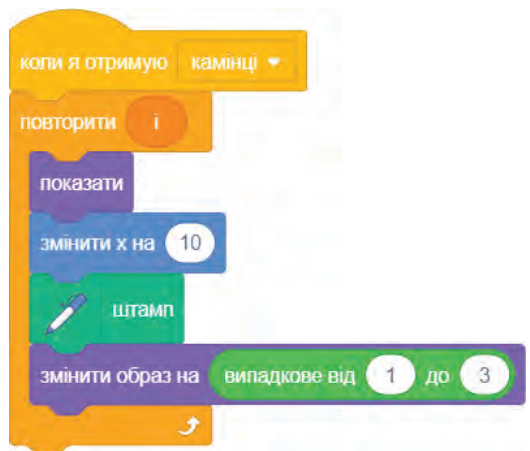 коли я отримую камінці
повторити i
показати
змінити x на 10
штамп
змінити образ на випадкове від 1 до 3